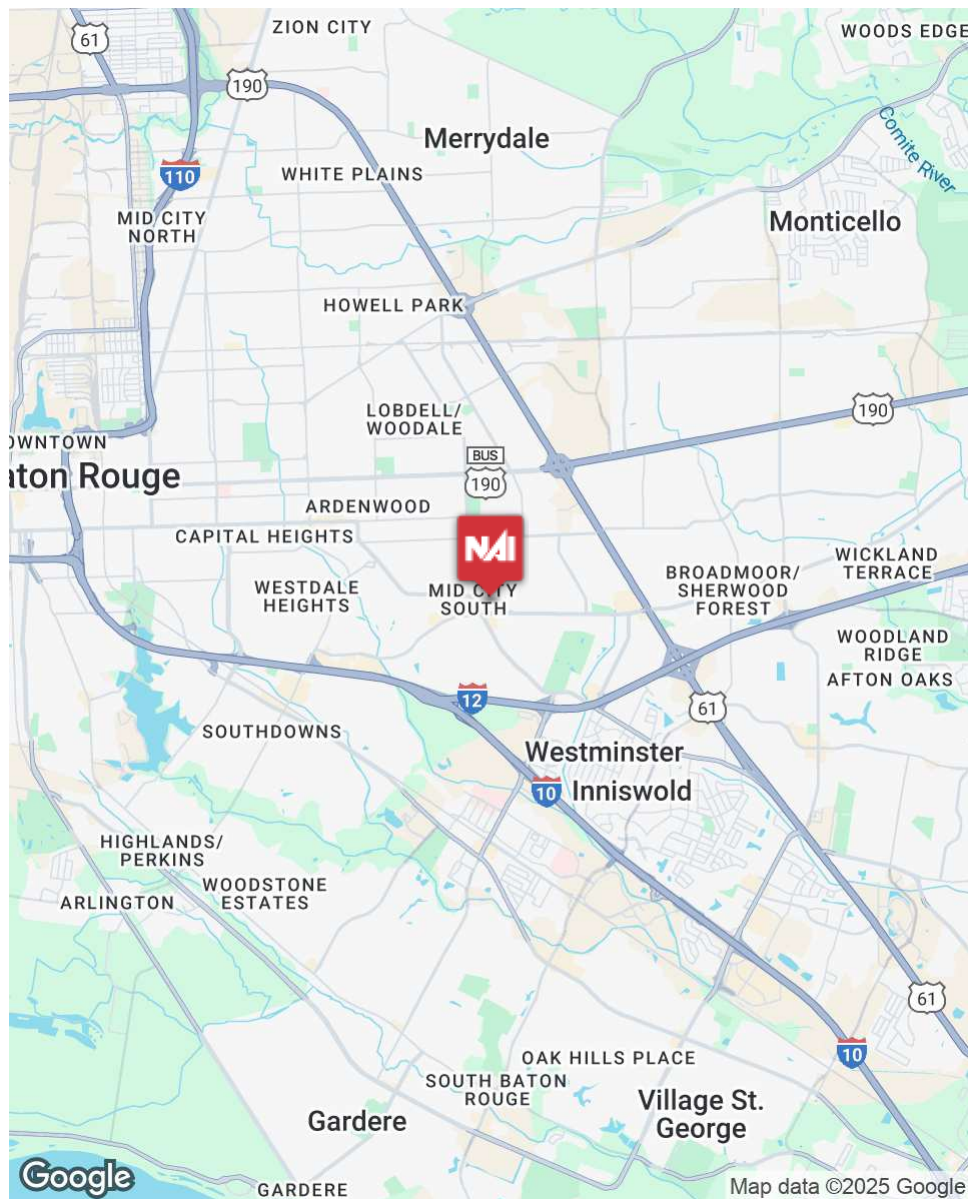 ZION CITY
WOODS EDGE
61
190
Merrydale
Comite River
WHITE PLAINS
110
MID CITY
NORTH
Monticello
HOWELL PARK
LOBDELL/
WOODALE
190
OWNTOWN
BUS
190
aton Rouge
ARDENWOOD
CAPITAL HEIGHTS
NAI
WESTDALE
HEIGHTS
MID CITY
SOUTH
BROADMOOR/
SHERWOOD
FOREST
WICKLAND
TERRACE
WOODLAND
RIDGE
AFTON OAKS
12
61
SOUTHDOWNS
Westminster
10
Inniswold
HIGHLANDS/
PERKINS
WOODSTONE
ESTATES
ARLINGTON
61
10
OAK HILLS PLACE
SOUTH BATON
ROUGE
Village St.
George
Gardere
Google
GARDERE
Map data ©2025 Google